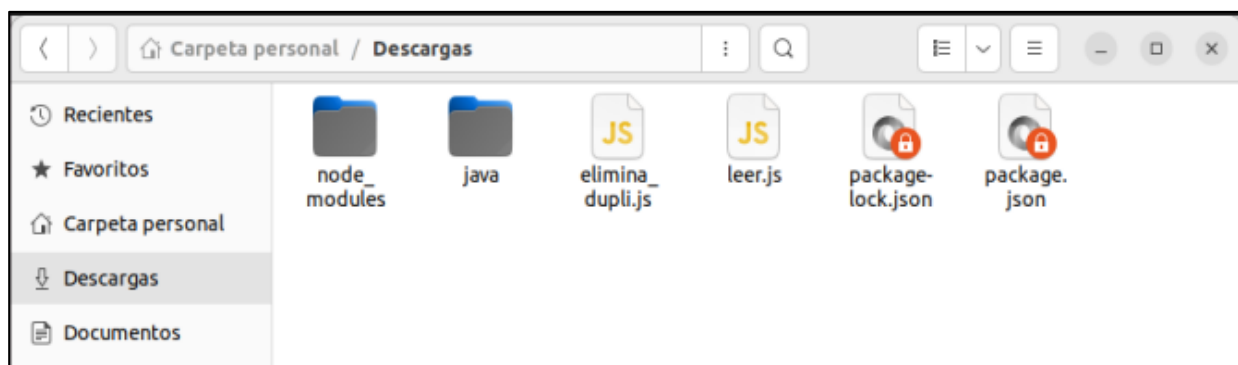 Carpeta personal / Descargas
Recientes
Favoritos
Carpeta personal
Descargas
Documentos
node_
modules
java
JS
elimina_
dupli.js
JS
leer.js
package-
lock.json
package.
json